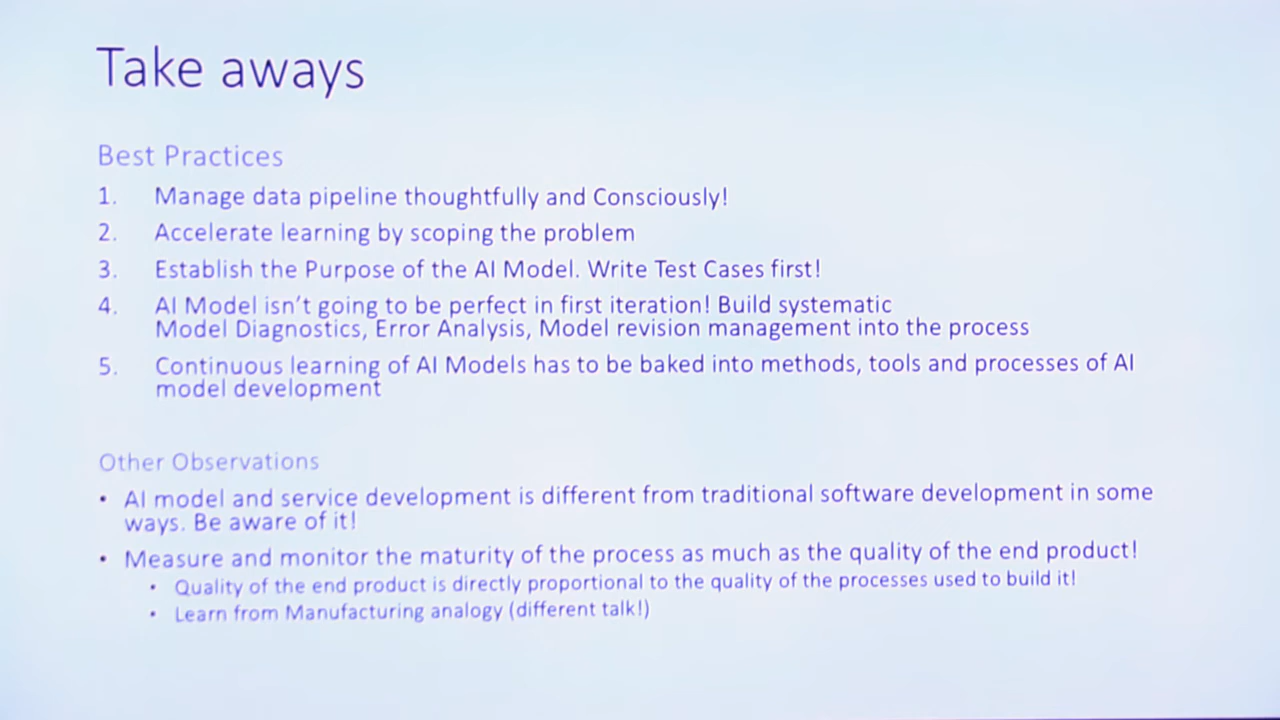 Take aways
Best Practices
1. Manage data pipeline thoughtfully and Consciously!
2. Accelerate learning by scoping the problem
3. Establish the Purpose of the AI Model. Write Test Cases first!
4. AI Model isn't going to be perfect in first iteration! Build systematic
Model Diagnostics, Error Analysis, Model revision management into the process
5. Continuous learning of AI Models has to be baked into methods, tools and processes of AI
model development
Other Observations
• AI model and service development is different from traditional software development in some
ways. Be aware of it!
• Measure and monitor the maturity of the process as much as the quality of the end product!
• Quality of the end product is directly proportional to the quality of the processes used to build it!
• Learn from Manufacturing analogy (different talk!)